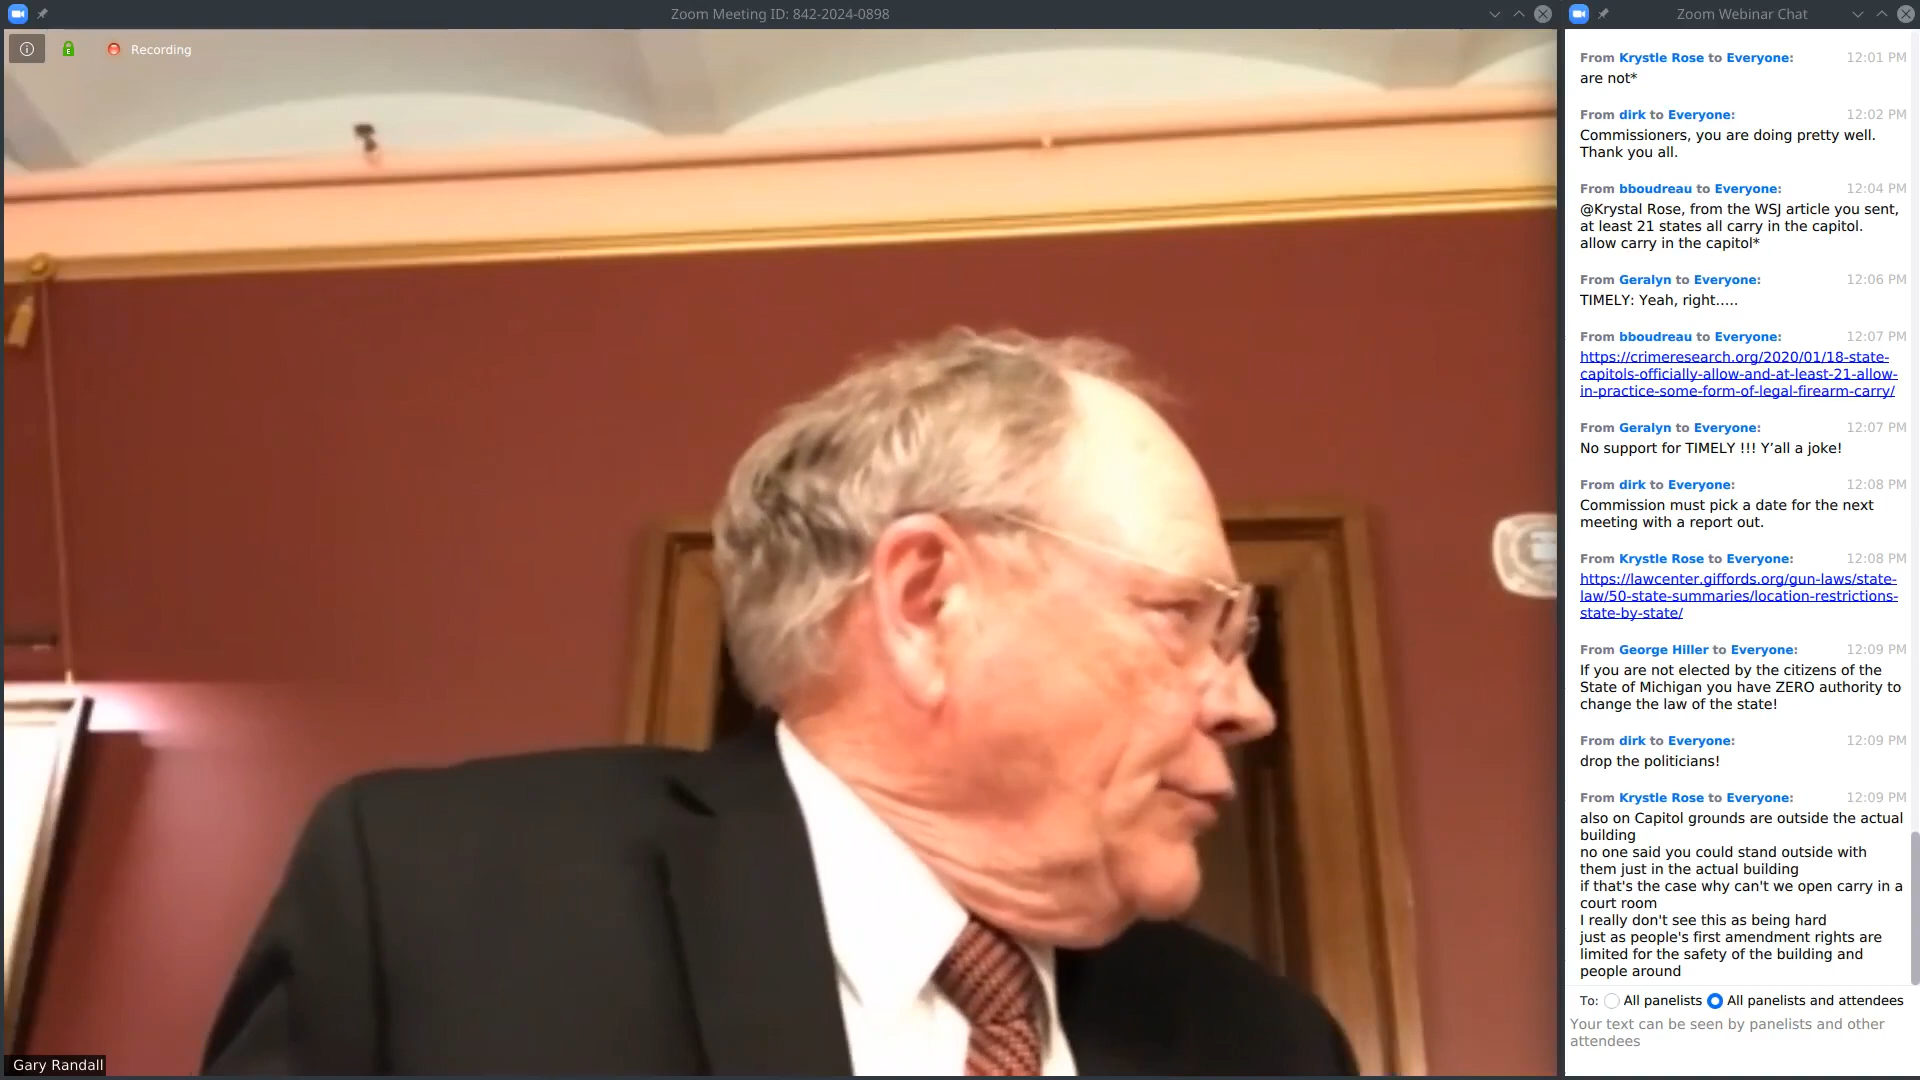 Zoom Meeting ID: 842-2024-0898
Recording
Gary Randall
Zoom Webinar Chat
From Krystle Rose to Everyone: 12:01 PM
are not*
From dirk to Everyone: 12:02 PM
Commissioners, you are doing pretty well.
Thank you all.
From bboudreau to Everyone: 12:04 PM
@Krystal Rose, from the WSJ article you sent,
at least 21 states all carry in the capitol.
allow carry in the capitol*
From Geralyn to Everyone: 12:06 PM
TIMELY: Yeah, right.....
From bboudreau to Everyone: 12:07 PM
https://crimeresearch.org/2020/01/18-state-
capitols-officially-allow-and-at-least-21-allow-
in-practice-some-form-of-legal-firearm-carry/
From Geralyn to Everyone: 12:07 PM
No support for TIMELY !!! Y’all a joke!
From dirk to Everyone: 12:08 PM
Commission must pick a date for the next
meeting with a report out.
From Krystle Rose to Everyone: 12:08 PM
https://lawcenter.giffords.org/gun-laws/state-
law/50-state-summaries/location-restrictions-
state-by-state/
From George Hiller to Everyone: 12:09 PM
If you are not elected by the citizens of the
State of Michigan you have ZERO authority to
change the law of the state!
From dirk to Everyone: 12:09 PM
drop the politicians!
From Krystle Rose to Everyone: 12:09 PM
also on Capitol grounds are outside the actual
building
no one said you could stand outside with
them just in the actual building
if that's the case why can't we open carry in a
court room
I really don't see this as being hard
just as people's first amendment rights are
limited for the safety of the building and
people around
To: All panelists All panelists and attendees
Your text can be seen by panelists and other
attendees